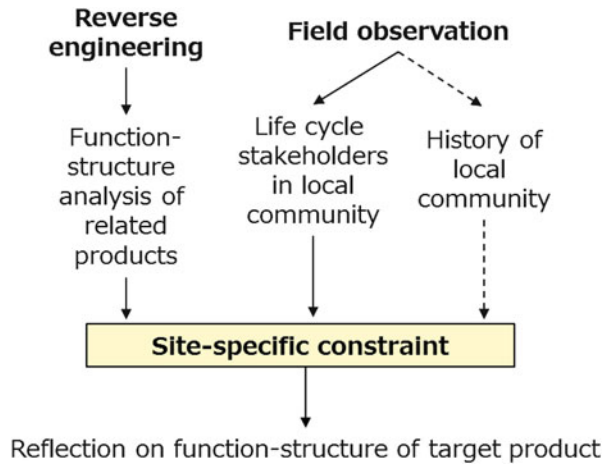 Reverse
engineering
Field observation
Function-
structure
analysis of
related
products
Life cycle
stakeholders
in local
community
History of
local
community
Site-specific constraint
Reflection on function-structure of target product